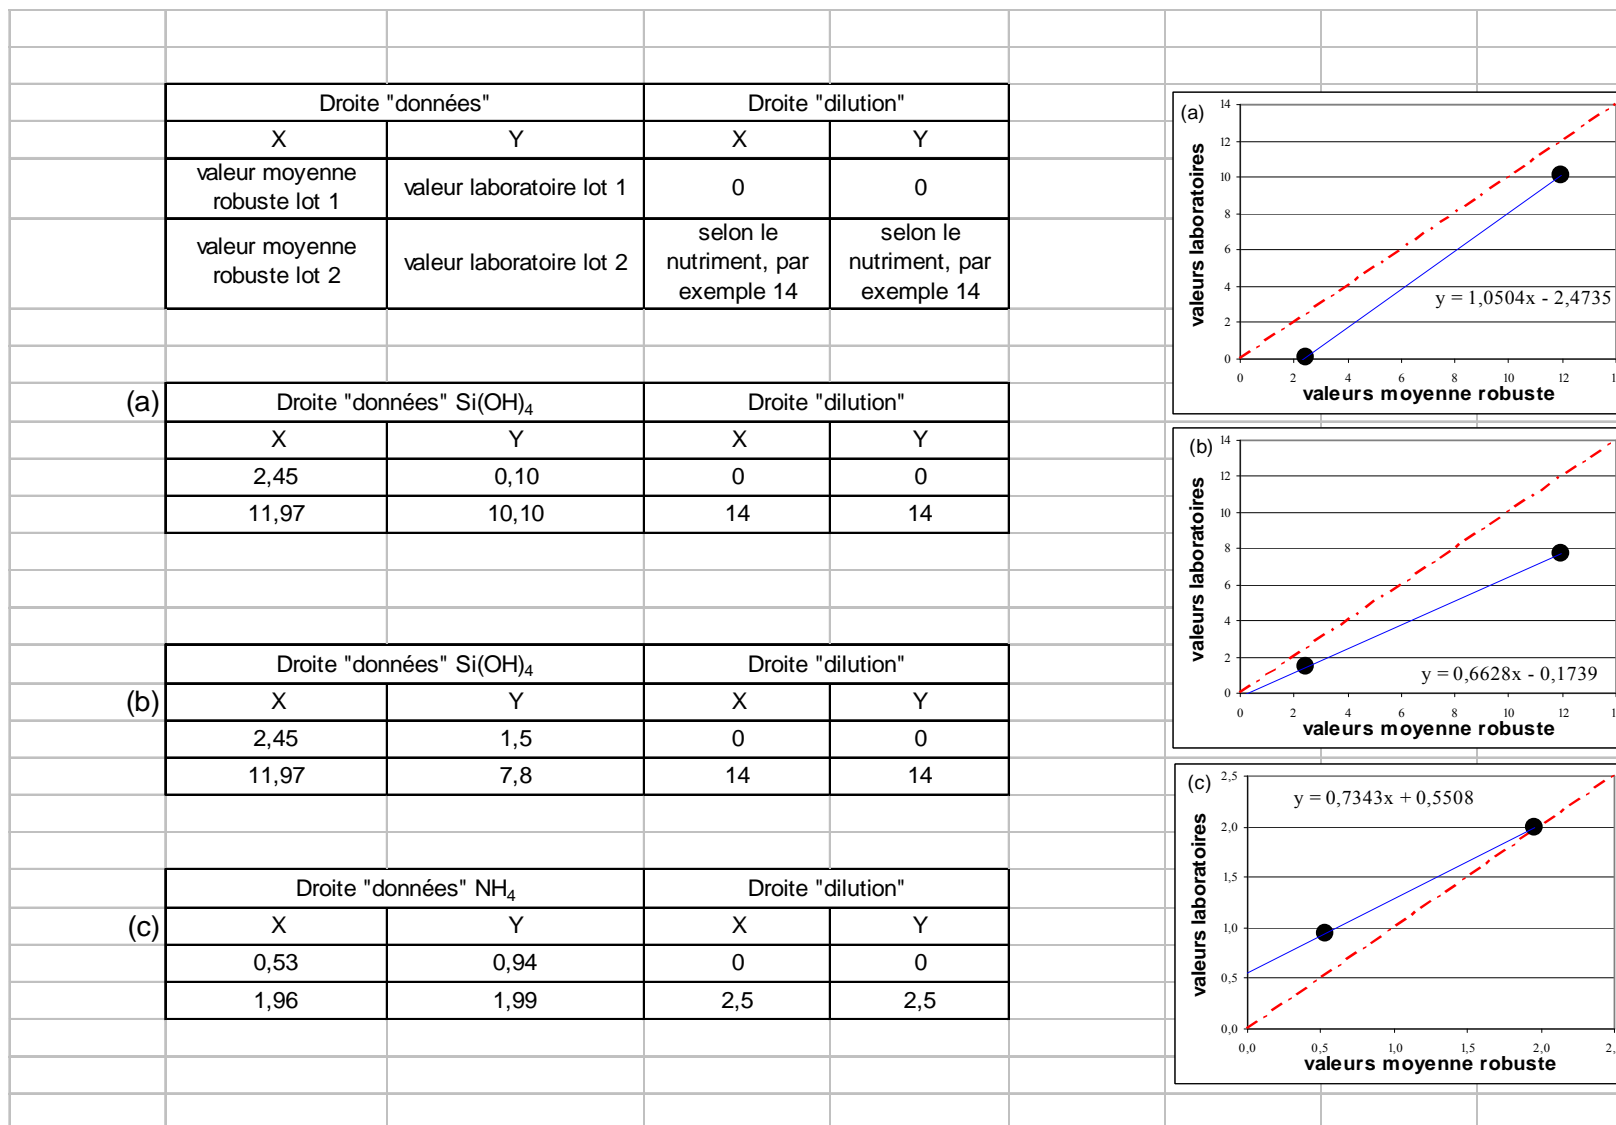 Droite "données" Droite "dilution"
X Y X Y
valeur moyenne robuste lot 1 valeur laboratoire lot 1 0 0
valeur moyenne robuste lot 2 valeur laboratoire lot 2 selon le nutriment, par exemple 14 selon le nutriment, par exemple 14
(a) Droite "données" Si(OH)4 Droite "dilution"
X Y X Y
2,45 0,10 0 0
11,97 10,10 14 14
(b) Droite "données" Si(OH)4 Droite "dilution"
X Y X Y
2,45 1,5 0 0
11,97 7,8 14 14
(c) Droite "données" NH4 Droite "dilution"
X Y X Y
0,53 0,94 0 0
1,96 1,99 2,5 2,5
(a)
valeurs laboratoires
14
12
10
8
6
4
2
0
y = 1,0504x - 2,4735
0 2 4 6 8 10 12
valeurs moyenne robuste
(b)
valeurs laboratoires
14
12
10
8
6
4
2
0
y = 0,6628x - 0,1739
0 2 4 6 8 10 12
valeurs moyenne robuste
(c)
valeurs laboratoires
2,5
2,0
1,5
1,0
0,5
0,0
y = 0,7343x + 0,5508
0,0 0,5 1,0 1,5 2,0
valeurs moyenne robuste